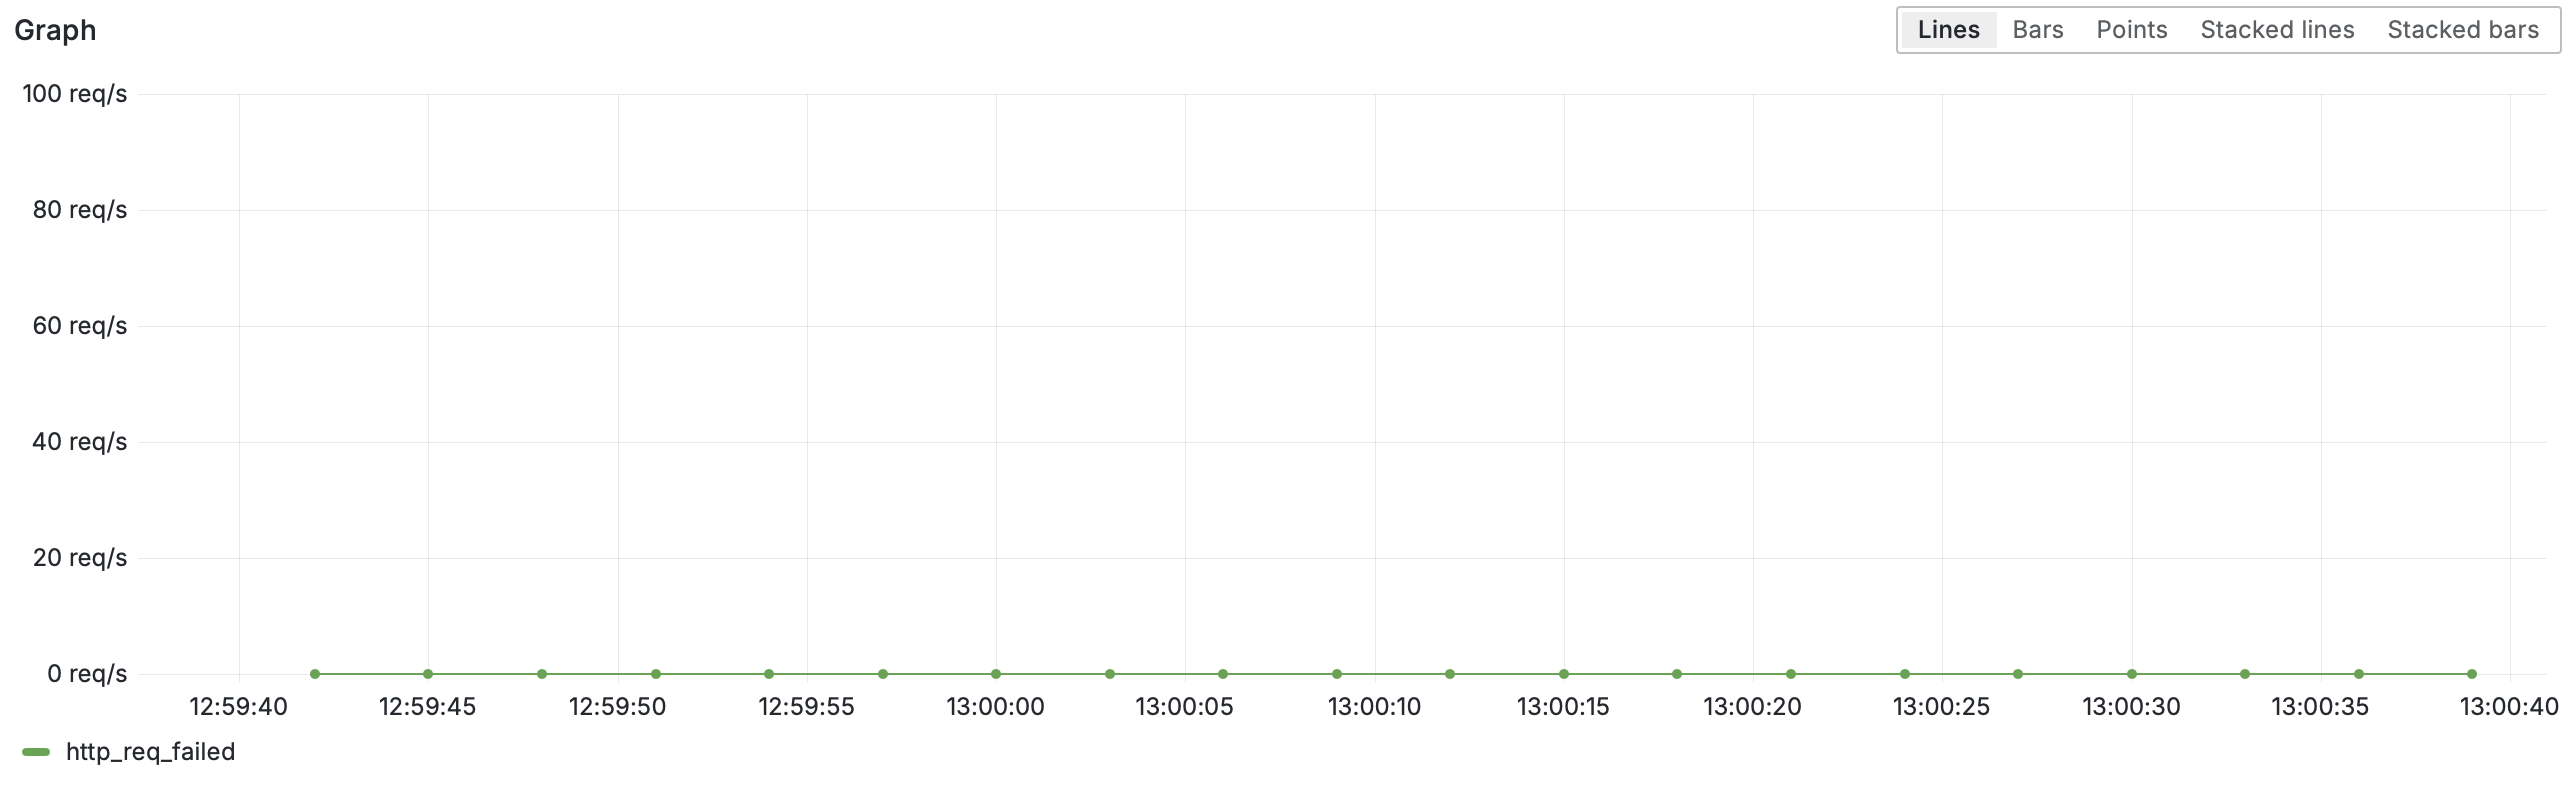 Graph
Lines Bars Points Stacked lines Stacked bars
100 req/s
80 req/s
60 req/s
40 req/s
20 req/s
0 req/s
12:59:40 12:59:45 12:59:50 12:59:55 13:00:00 13:00:05 13:00:10 13:00:15 13:00:20 13:00:25 13:00:30 13:00:35 13:00:40
http_req_failed